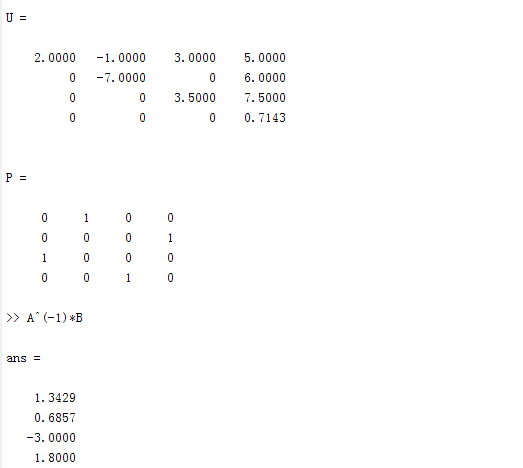 U =
2.0000 -1.0000 3.0000 5.0000
0 -7.0000 0 6.0000
0 0 3.5000 7.5000
0 0 0 0.7143
P =
0 1 0 0
0 0 0 1
1 0 0 0
0 0 1 0
>> A^(-1)*B
ans =
1.3429
0.6857
-3.0000
1.8000